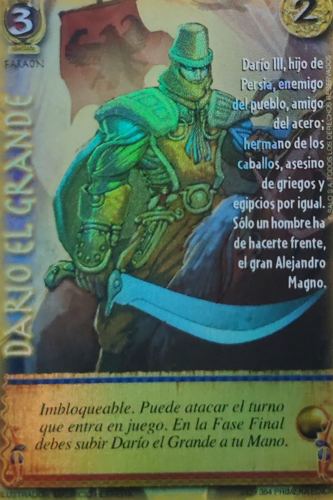 3
2
FARAON
DARIO EL GRANDE
Darío III, hijo de
Persia, enemigo
del pueblo, amigo
del acero:
hermano de los
caballos, asesino
de griegos y
egipcios por igual.
Sólo un hombre ha
de hacerte frente,
el gran Alejandro
Magno.
Imbloqueable. Puede atacar el turno
que entra en juego. En la Fase Final
debes subir Darío el Grande a tu Mano.